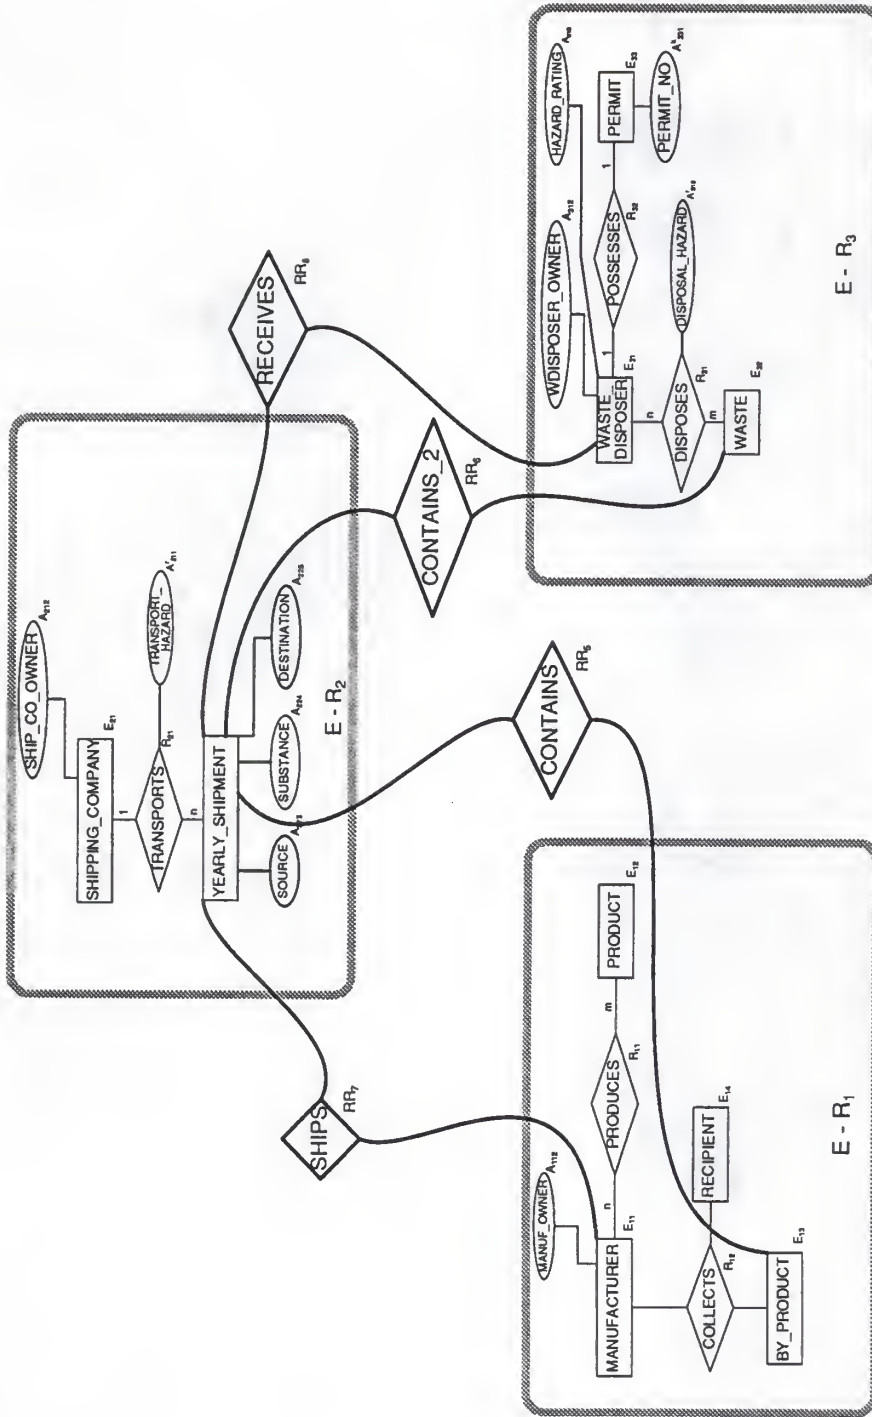 SHIP_CO_OWNER
A₂₁₂
SHIPPING_COMPANY
E₂₁
1
TRANSPORTS
R₂₁
TRANSPORT_
HAZARD
A'₂₁₁
n
YEARLY_SHIPMENT
SOURCE
SUBSTANCE
A₂₂₄
DESTINATION
A₂₂₅
E - R₂
SHIPS
RR₇
RECEIVES
RR₈
CONTAINS_2
RR₆
CONTAINS
RR₅
MANUF_OWNER
A₁₁₂
MANUFACTURER
E₁₁
n
PRODUCES
R₁₁
m
PRODUCT
E₁₂
COLLECTS
R₁₂
RECIPIENT
E₁₄
BY_PRODUCT
E₁₃
E - R₁
WDISPOSER_OWNER
A₃₁₂
HAZARD_RATING
WASTE_
DISPOSER
E₃₁
1
POSSESSES
R₃₂
1
PERMIT
E₃₃
PERMIT_NO
n
DISPOSES
R₃₁
DISPOSAL_HAZARD
m
WASTE
E₃₂
E - R₃